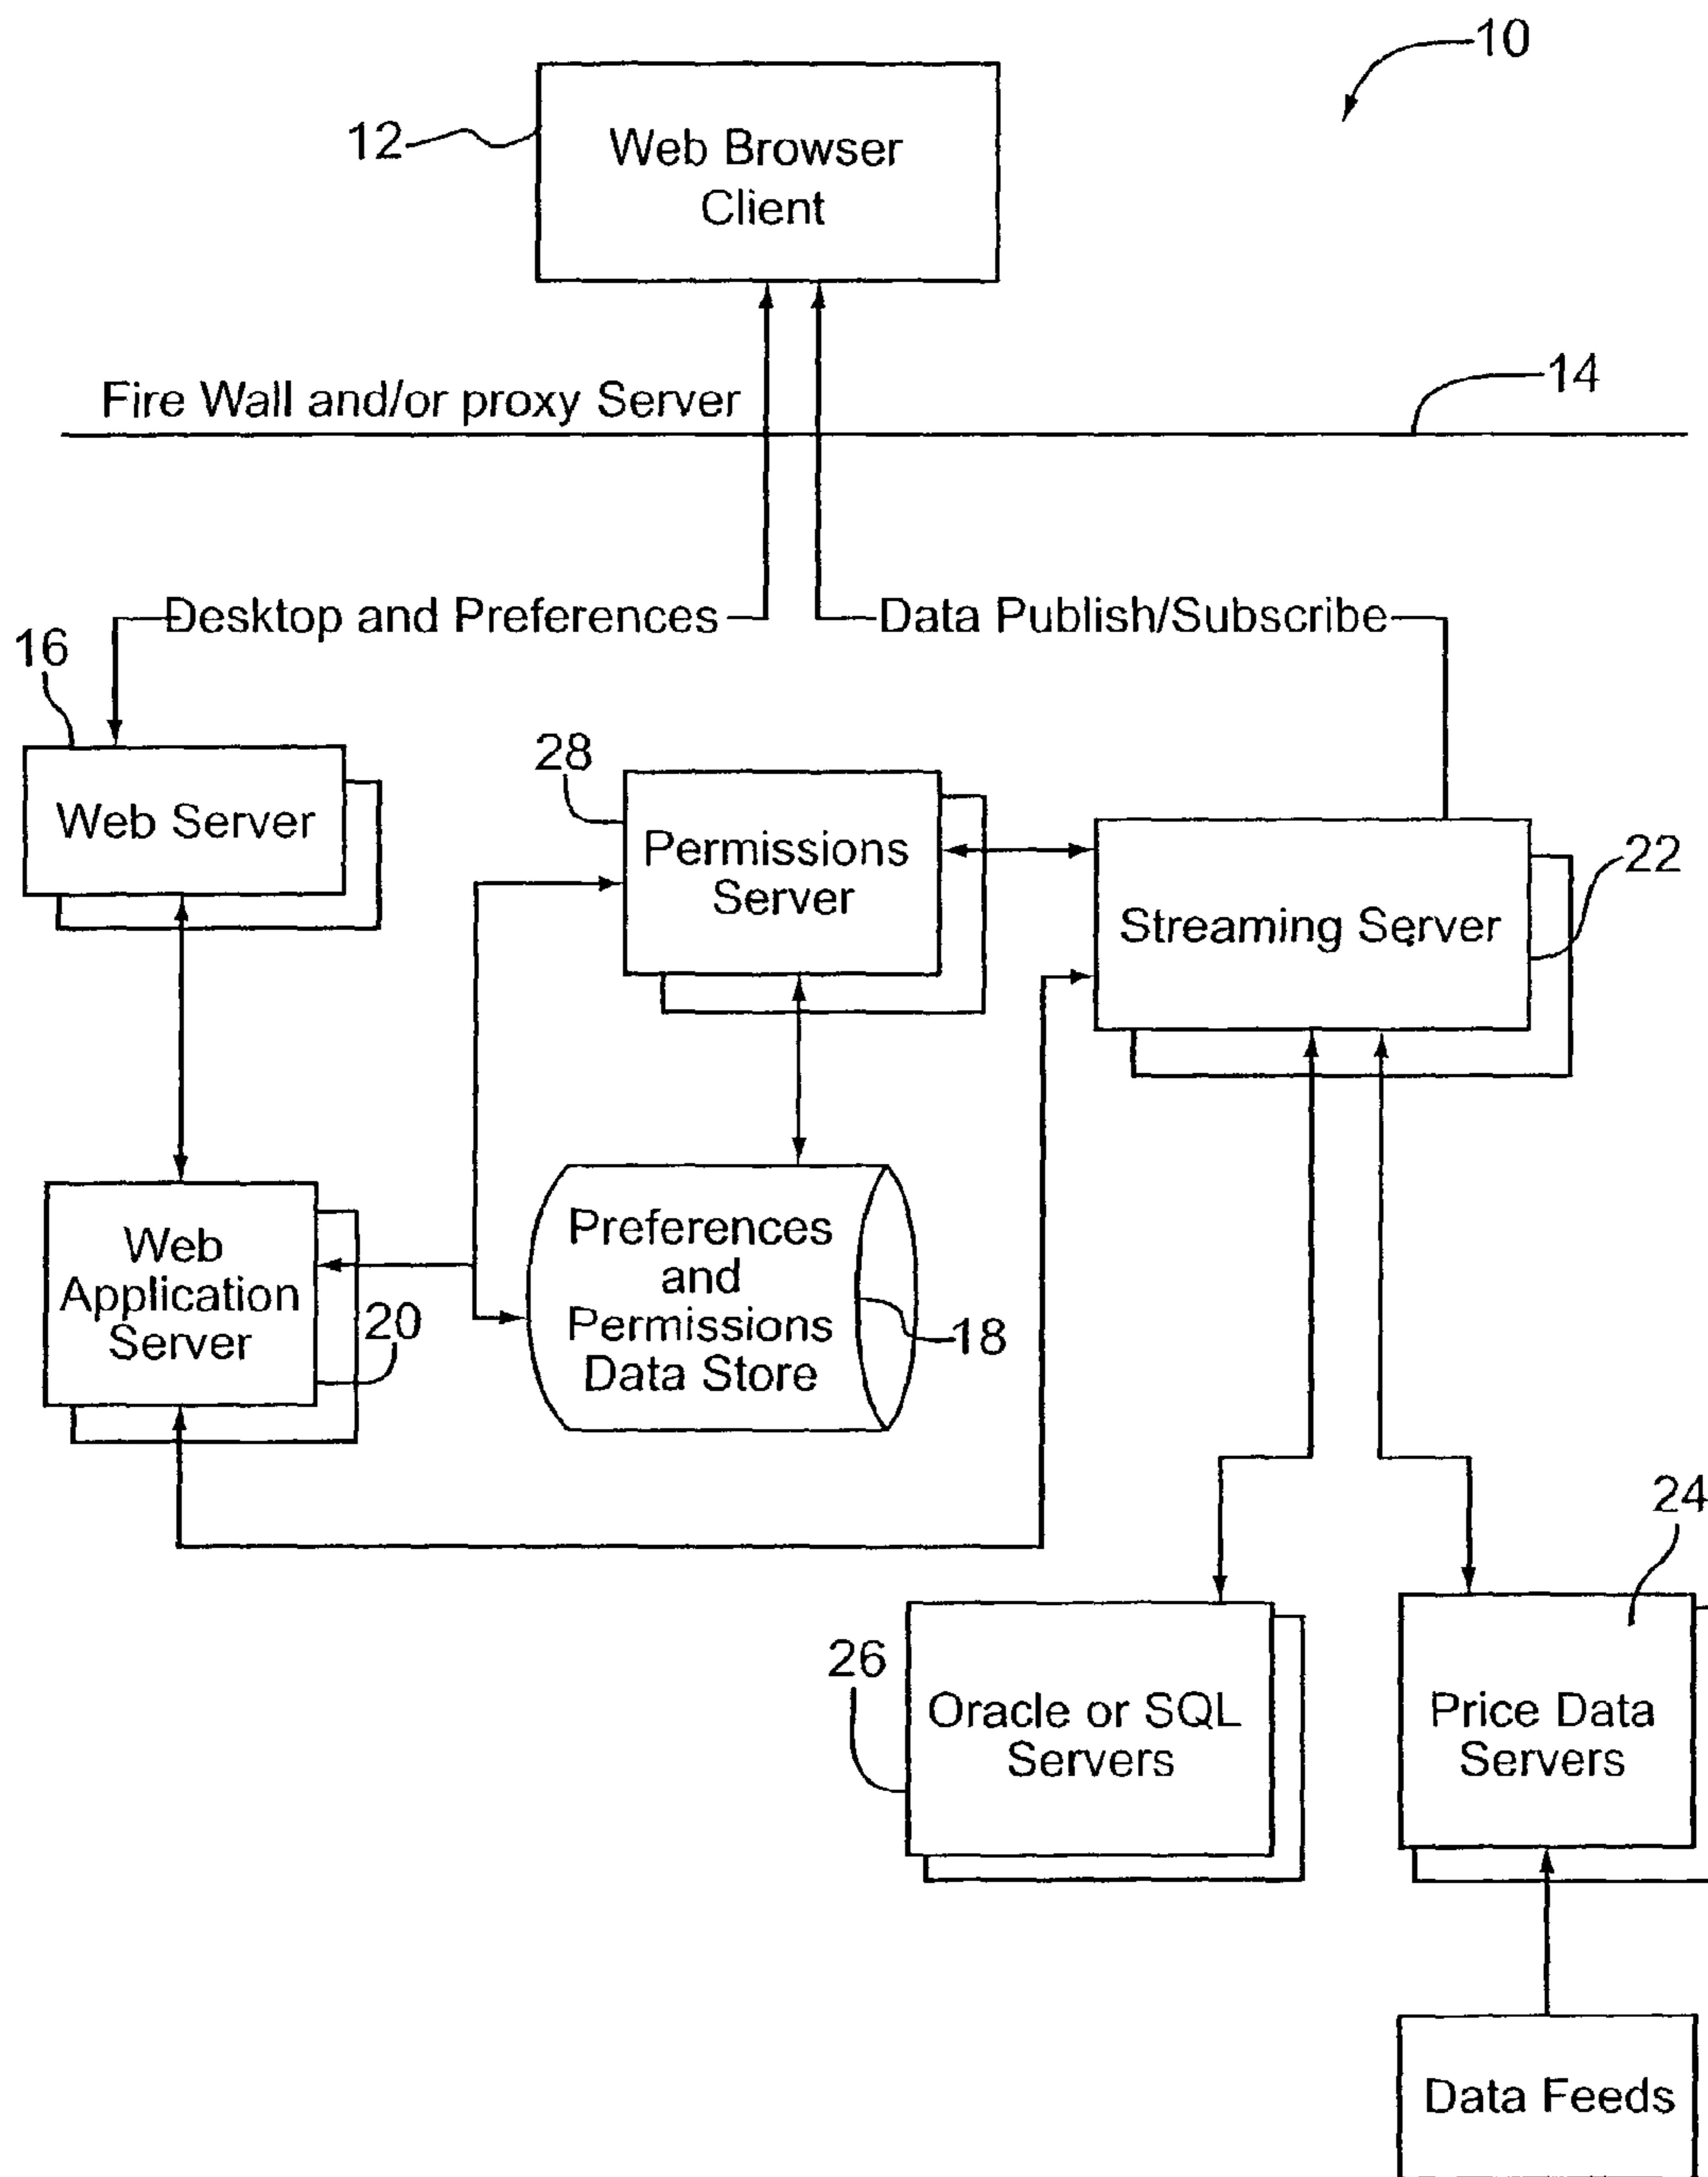 10
12
Web Browser
Client
14
Fire Wall and/or proxy Server
Desktop and Preferences
Data Publish/Subscribe
16
Web Server
28
Permissions
Server
22
Streaming Server
Web
Application
Server
20
Preferences
and
Permissions
Data Store
18
24
26
Oracle or SQL
Servers
Price Data
Servers
Data Feeds